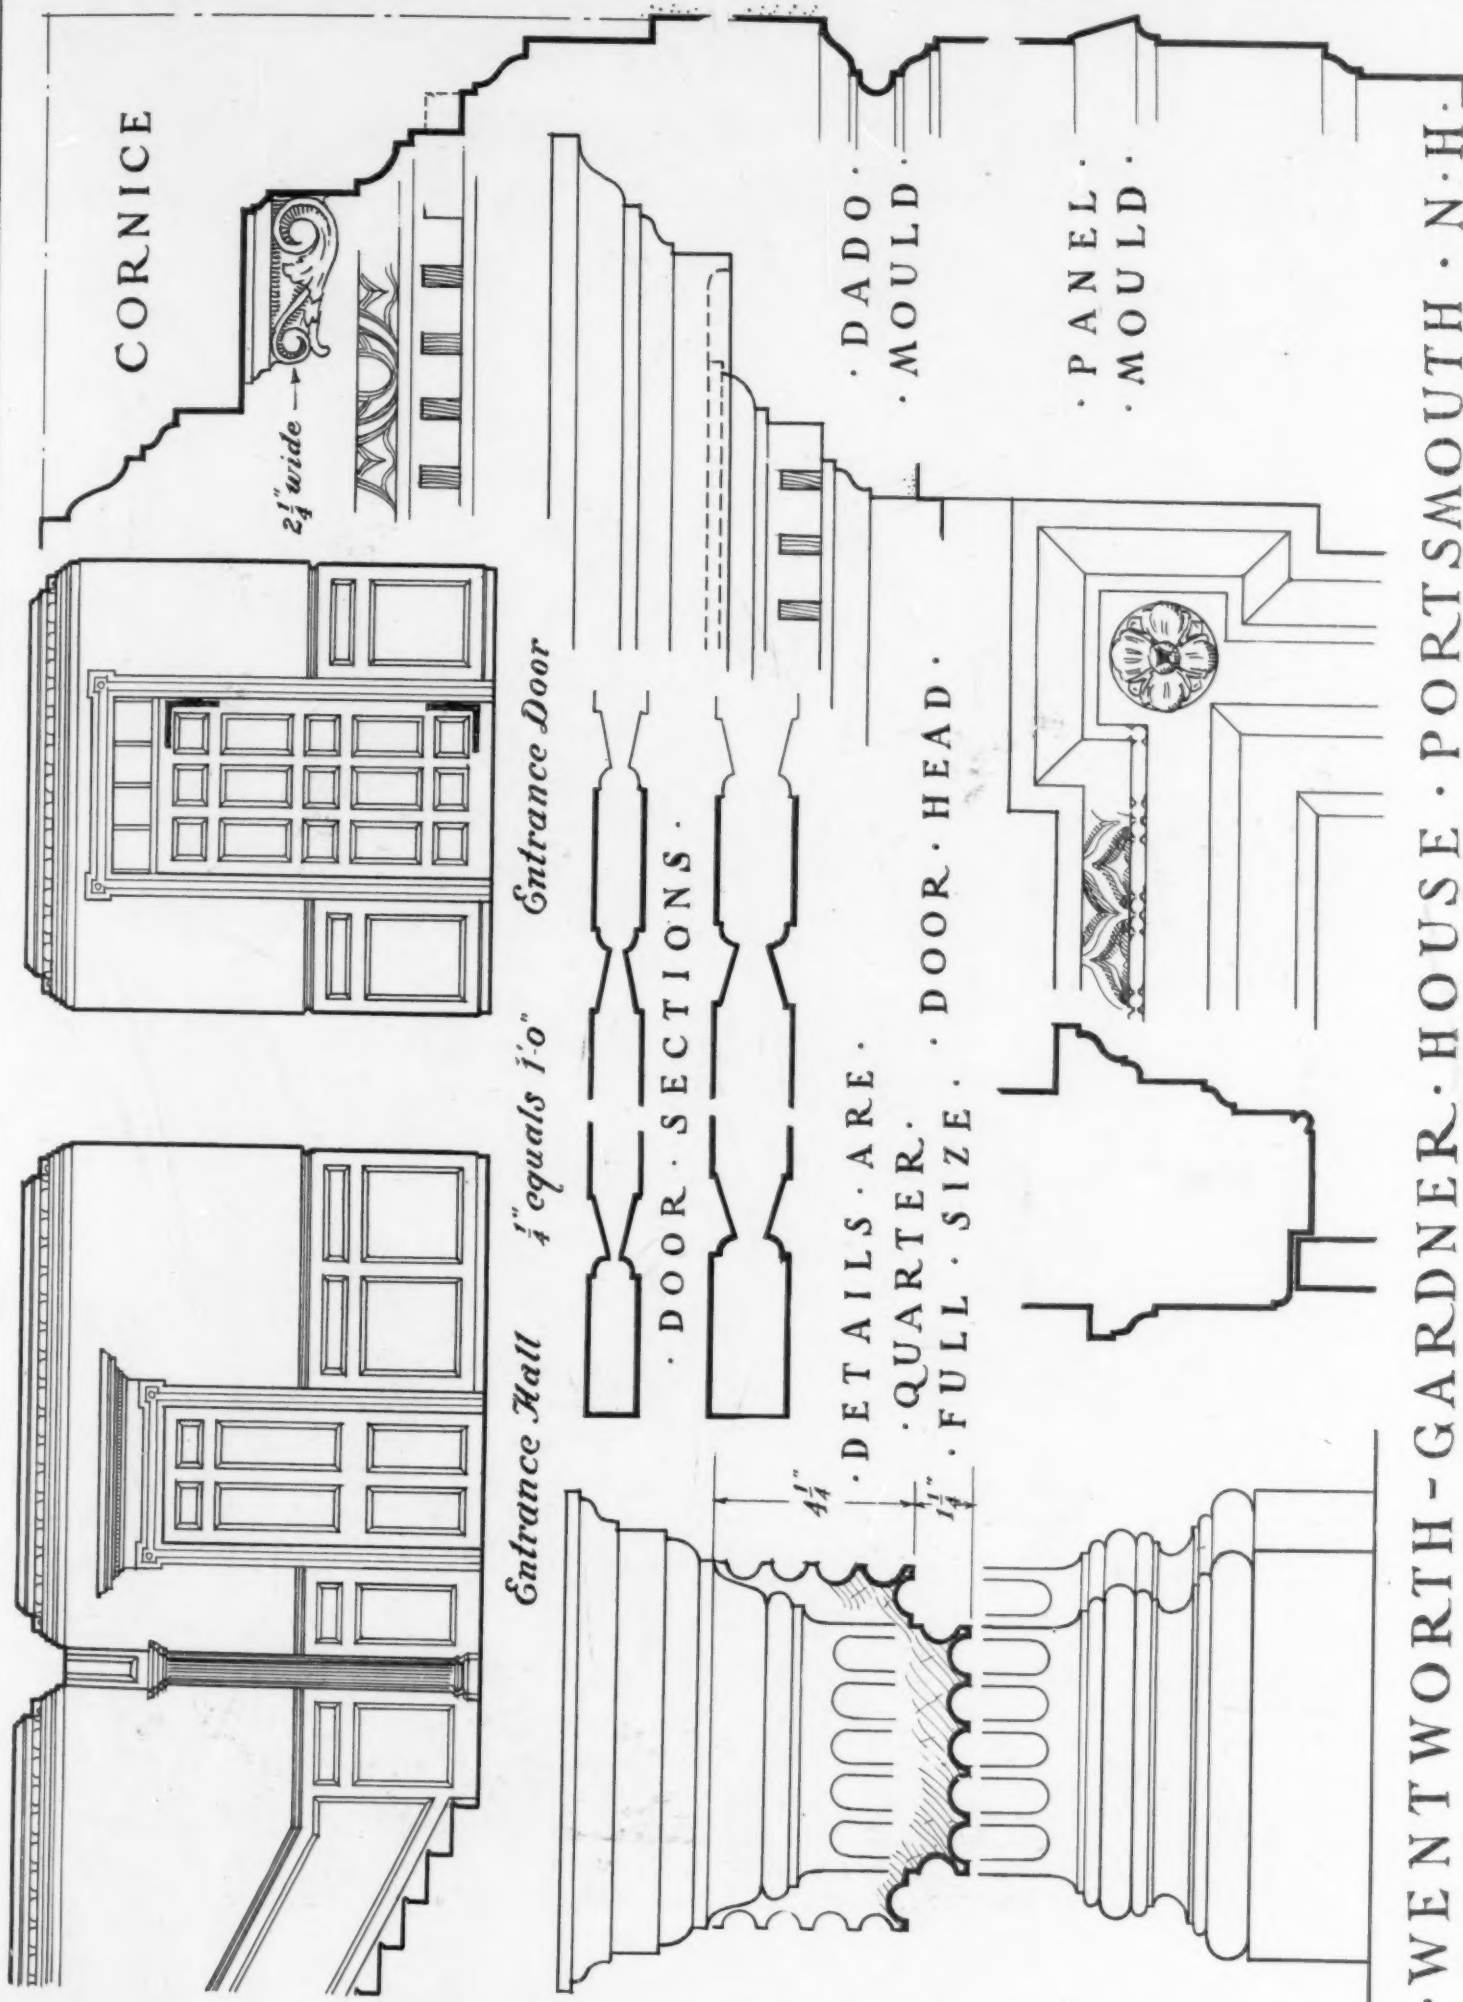 Entrance Hall
¼" equals 1'-0"
Entrance Door
CORNICE
2¼" wide
·DOOR·SECTIONS·
4¼"
1¼"
·DETAILS·ARE·
·QUARTER·
·FULL·SIZE·
·DOOR·HEAD·
·DADO·
·MOULD·
·PANEL·
·MOULD·
·WENTWORTH-GARDNER·HOUSE·PORTSMOUTH·N·H·